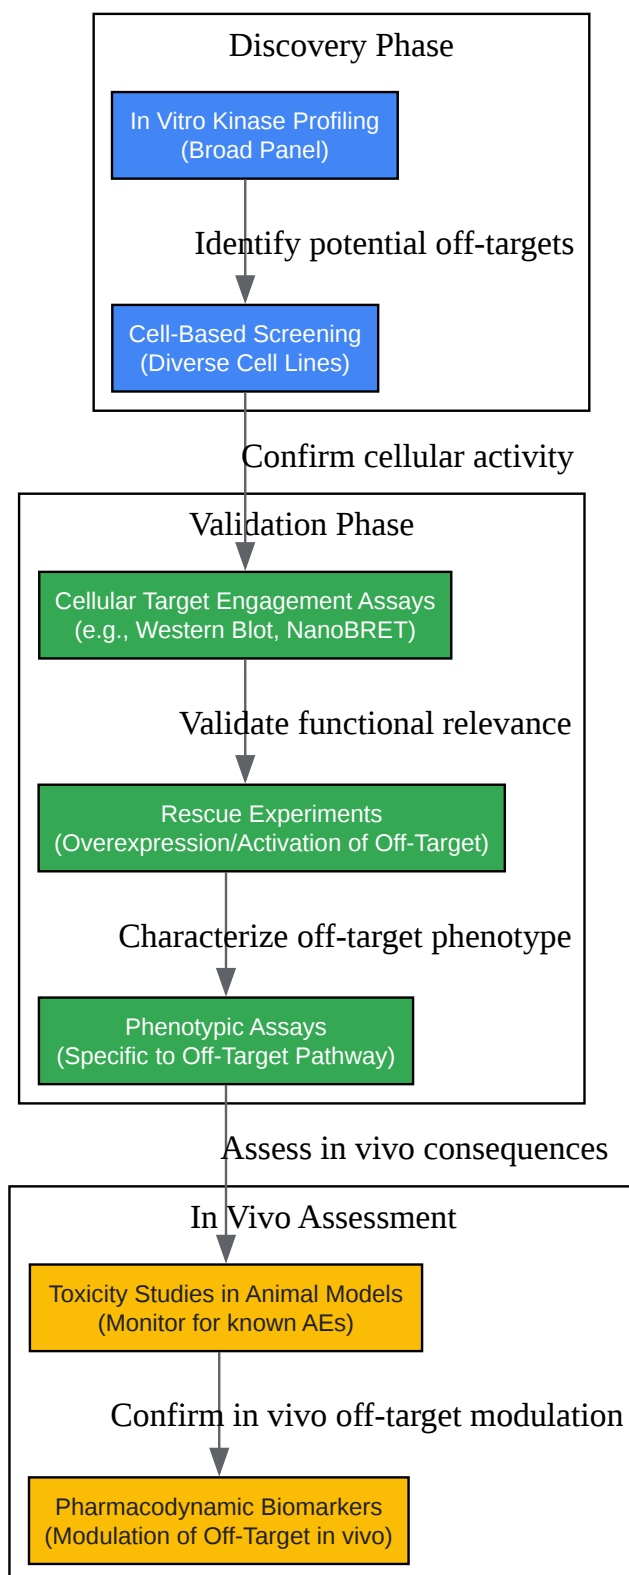 Discovery Phase
In Vitro Kinase Profiling
(Broad Panel)
Identify potential off-targets
Cell-Based Screening
(Diverse Cell Lines)
Confirm cellular activity
Validation Phase
Cellular Target Engagement Assays
(e.g., Western Blot, NanoBRET)
Validate functional relevance
Rescue Experiments
(Overexpression/Activation of Off-Target)
Characterize off-target phenotype
Phenotypic Assays
(Specific to Off-Target Pathway)
Assess in vivo consequences
In Vivo Assessment
Toxicity Studies in Animal Models
(Monitor for known AEs)
Confirm in vivo off-target modulation
Pharmacodynamic Biomarkers
(Modulation of Off-Target in vivo)